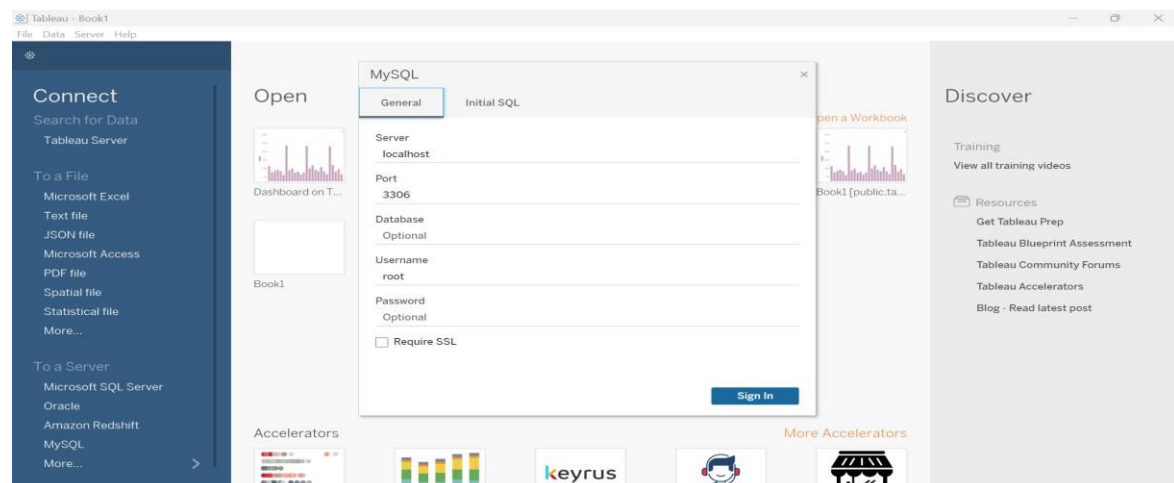 Tableau - Book1
File Data Server Help
Connect
Search for Data
Tableau Server
To a File
Microsoft Excel
Text file
JSON file
Microsoft Access
PDF file
Spatial file
Statistical file
More...
To a Server
Microsoft SQL Server
Oracle
Amazon Redshift
MySQL
More...
Open
pen a Workbook
Dashboard on T...
Book1 [public.ta...
Book1
MySQL
General Initial SQL
Server
localhost
Port
3306
Database
Optional
Username
root
Password
Optional
Require SSL
Sign In
Accelerators
More Accelerators
keyrus
Discover
Training
View all training videos
Resources
Get Tableau Prep
Tableau Blueprint Assessment
Tableau Community Forums
Tableau Accelerators
Blog - Read latest post